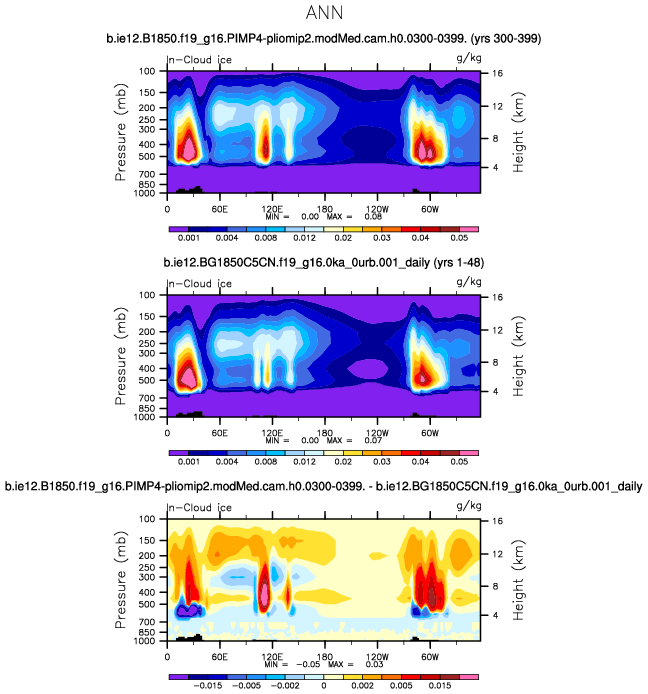 ANN
b.ie12.B1850.f19_g16.PIMP4-pliomip2.modMed.cam.h0.0300-0399. (yrs 300-399)
n-Cloud ice g/kg
Pressure (mb)
Height (km)
100
150
200
250
300
400
500
700
850
1000
16
12
8
4
0 60E 120E 180 120W 60W
MIN = 0.00 MAX = 0.08
0.001 0.004 0.008 0.012 0.02 0.03 0.04 0.05
b.ie12.BG1850C5CN.f19_g16.0ka_0urb.001_daily (yrs 1-48)
n-Cloud ice g/kg
Pressure (mb)
Height (km)
100
150
200
250
300
400
500
700
850
1000
16
12
8
4
0 60E 120E 180 120W 60W
MIN = 0.00 MAX = 0.07
0.001 0.004 0.008 0.012 0.02 0.03 0.04 0.05
b.ie12.B1850.f19_g16.PIMP4-pliomip2.modMed.cam.h0.0300-0399. - b.ie12.BG1850C5CN.f19_g16.0ka_0urb.001_daily
n-Cloud ice g/kg
Pressure (mb)
Height (km)
100
150
200
250
300
400
500
700
850
1000
16
12
8
4
0 60E 120E 180 120W 60W
MIN = -0.05 MAX = 0.03
-0.015 -0.005 -0.002 0 0.002 0.005 0.015